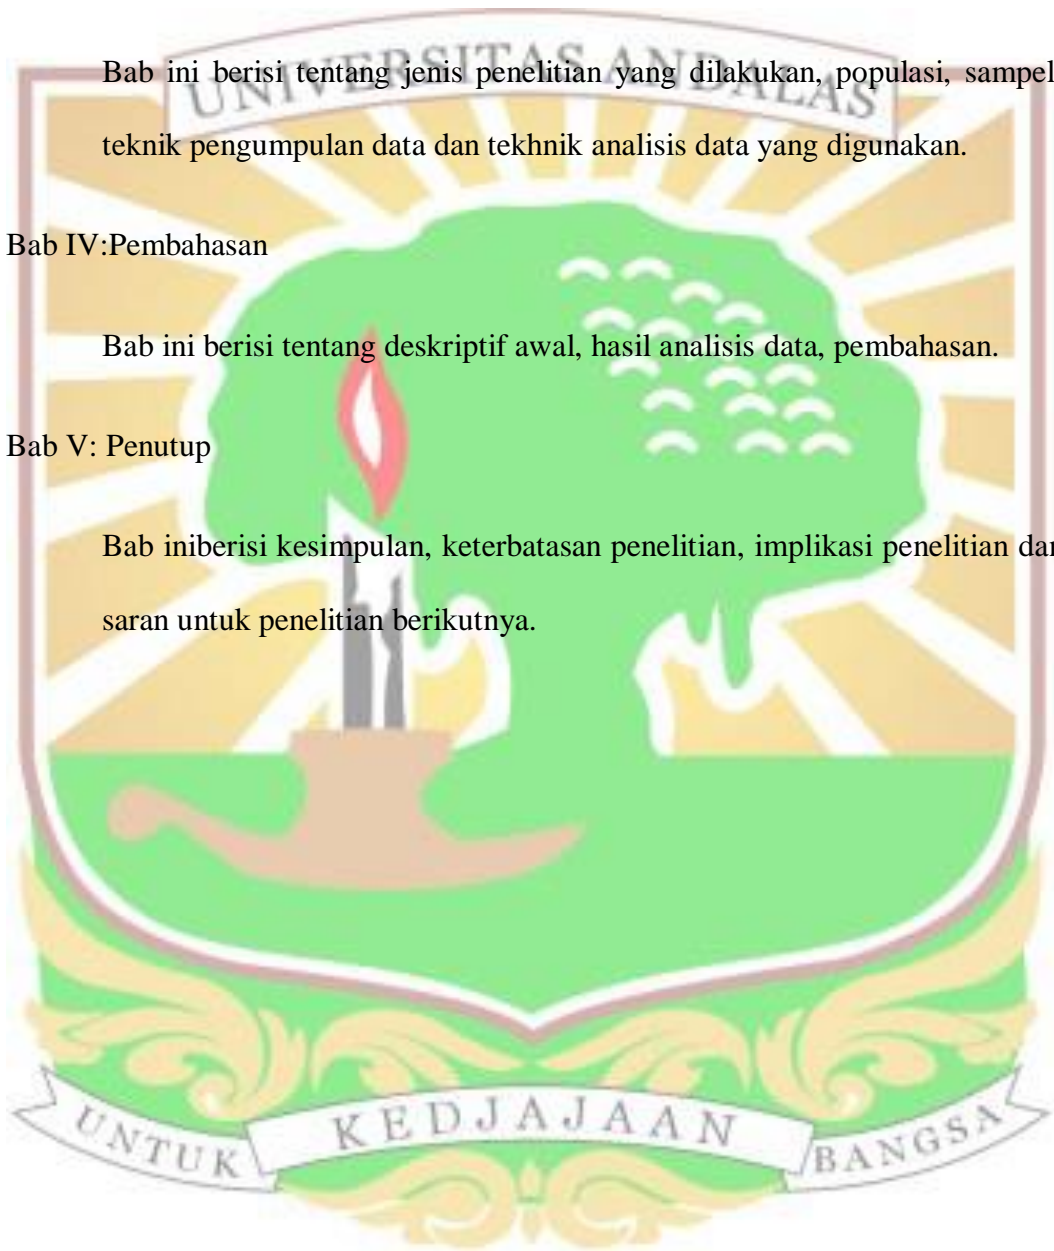 UNIVERSITAS ANDALAS
Bab ini berisi tentang jenis penelitian yang dilakukan, populasi, sampel
teknik pengumpulan data dan tekhnik analisis data yang digunakan.
Bab IV:Pembahasan
Bab ini berisi tentang deskriptif awal, hasil analisis data, pembahasan.
Bab V: Penutup
Bab iniberisi kesimpulan, keterbatasan penelitian, implikasi penelitian dan
saran untuk penelitian berikutnya.
UNTUK KEDJAJAAN BANGSA